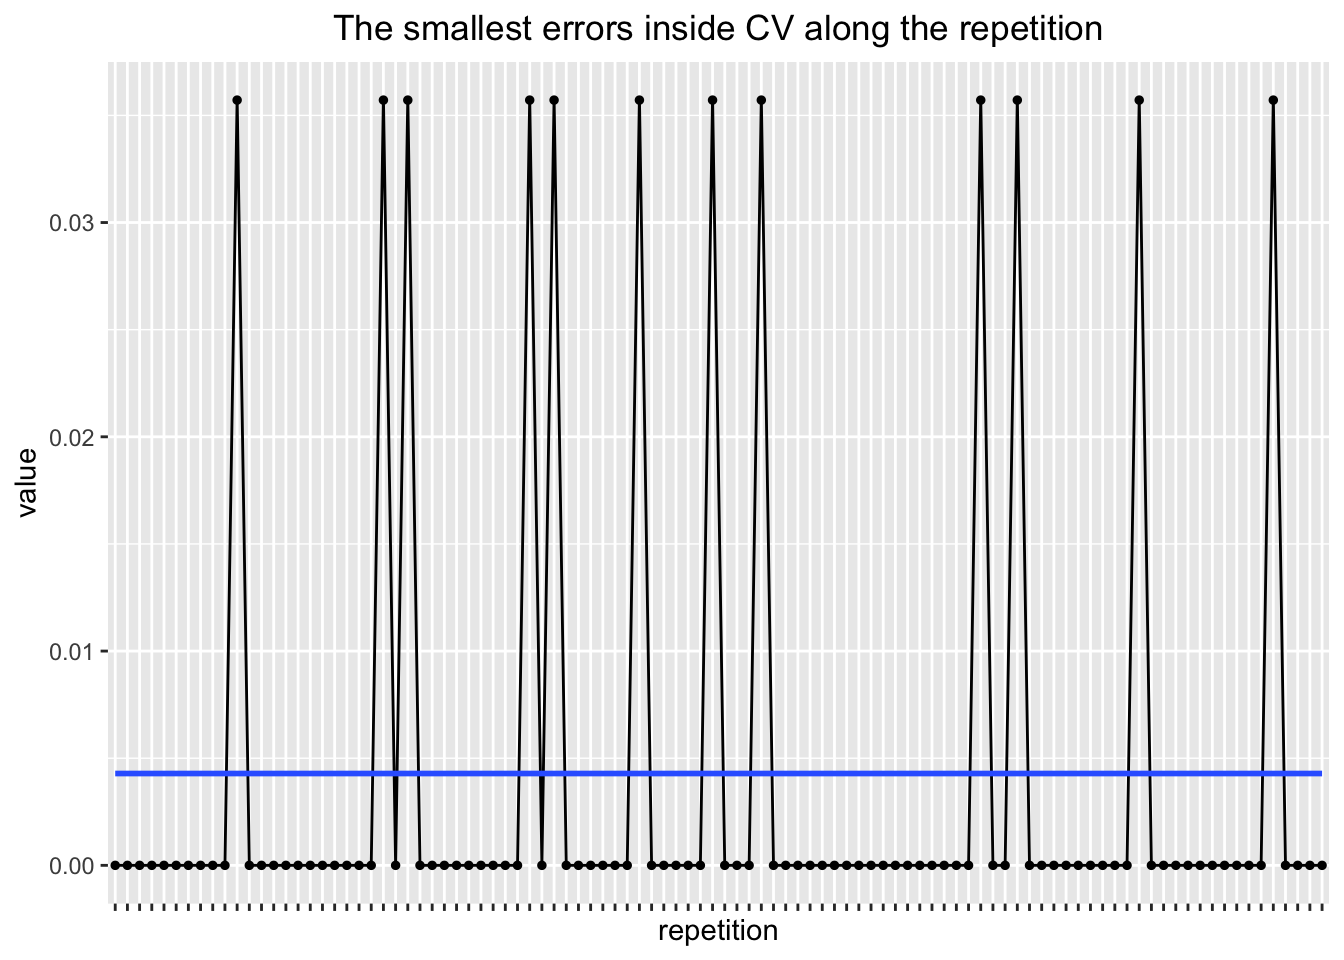 The smallest errors inside CV along the repetition
0.03
0.02
value
0.01
0.00
repetition